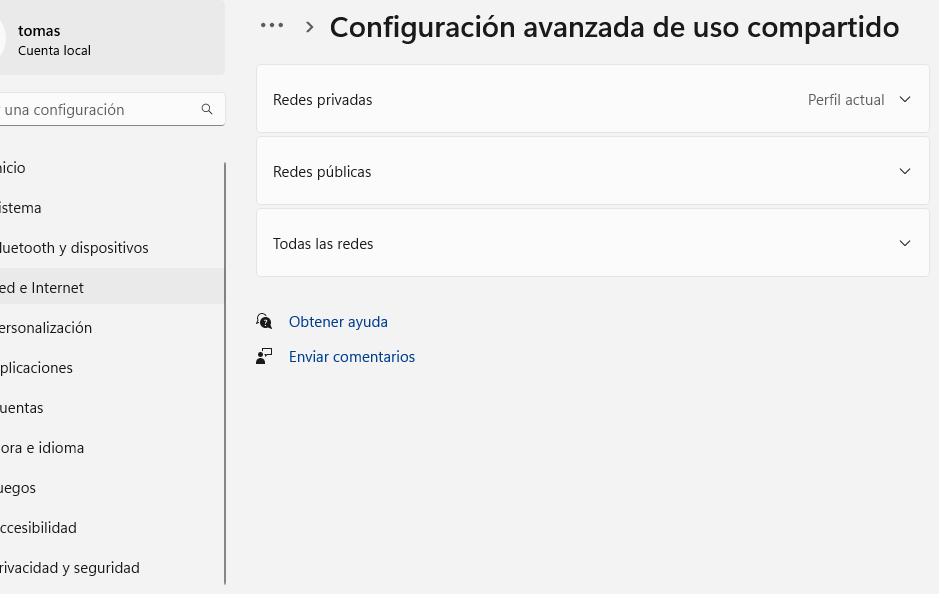 tomas
Cuenta local
una configuración
nicio
istema
luetooth y dispositivos
ed e Internet
ersonalización
plicaciones
uentas
ora e idioma
uegos
ccesibilidad
rivacidad y seguridad
... > Configuración avanzada de uso compartido
Redes privadas Perfil actual
Redes públicas
Todas las redes
Obtener ayuda
Enviar comentarios